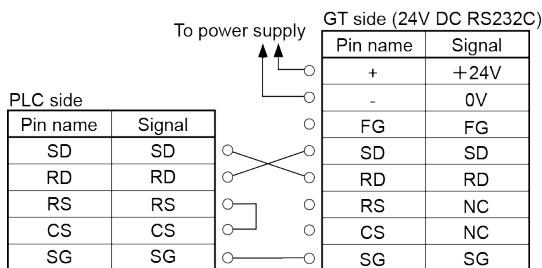 GT side (24V DC RS232C)
To power supply
Pin name Signal
+ +24V
- 0V
FG FG
SD SD
RD RD
RS NC
CS NC
SG SG
PLC side
Pin name Signal
SD SD
RD RD
RS RS
CS CS
SG SG